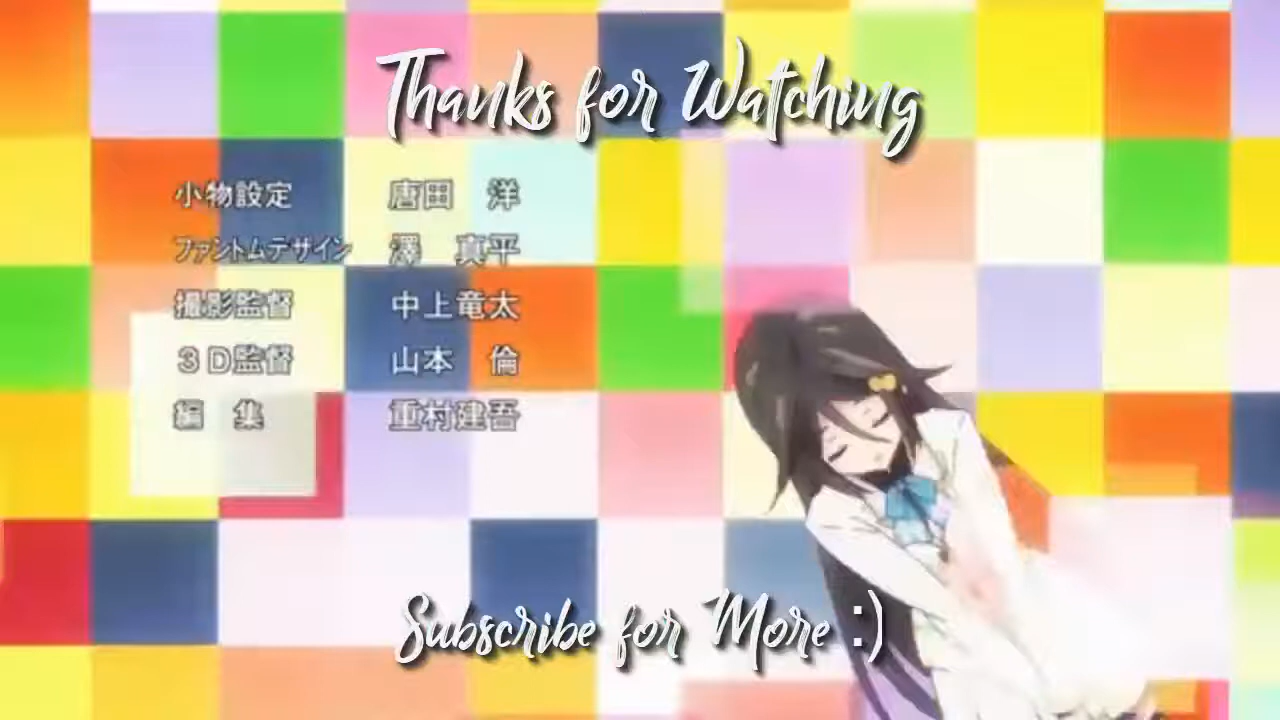 Thanks for Watching
小物設定 唐田 洋
ファントムデザイン 澤 真平
撮影監督 中上竜太
3D監督 山本 倫
編 集 重村建吾
Subscribe for More :)